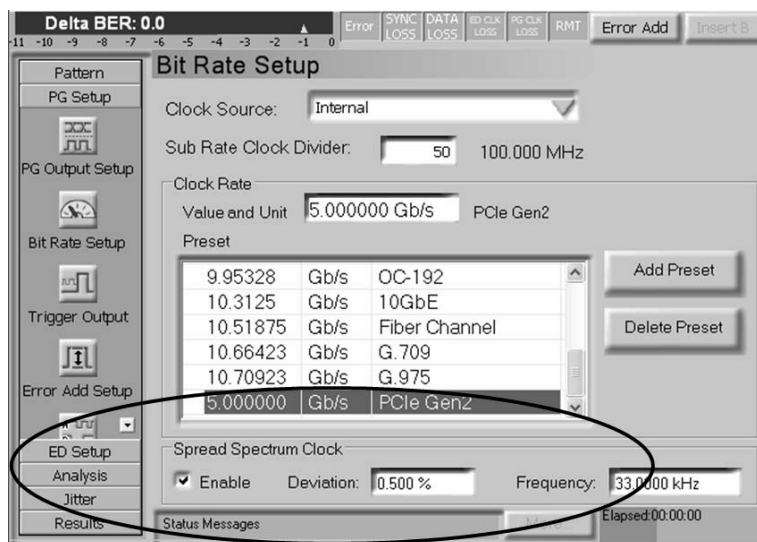 Delta BER: 0.0
-11 -10 -9 -8 -7 -6 -5 -4 -3 -2 -1 0
Error
SYNC LOSS
DATA LOSS
ED CLK LOSS
PG CLK LOSS
RMT
Error Add
Insert B
Pattern
PG Setup
PG Output Setup
Bit Rate Setup
Trigger Output
Error Add Setup
ED Setup
Analysis
Jitter
Results
Bit Rate Setup
Clock Source: Internal
Sub Rate Clock Divider: 50 100.000 MHz
Clock Rate
Value and Unit 5.000000 Gb/s PCIe Gen2
Preset
9.95328 Gb/s OC-192
10.3125 Gb/s 10GbE
10.51875 Gb/s Fiber Channel
10.66423 Gb/s G.709
10.70923 Gb/s G.975
5.000000 Gb/s PCIe Gen2
Add Preset
Delete Preset
Spread Spectrum Clock
Enable Deviation: 0.500 % Frequency: 33.0000 kHz
Status Messages
More...
Elapsed:00:00:00